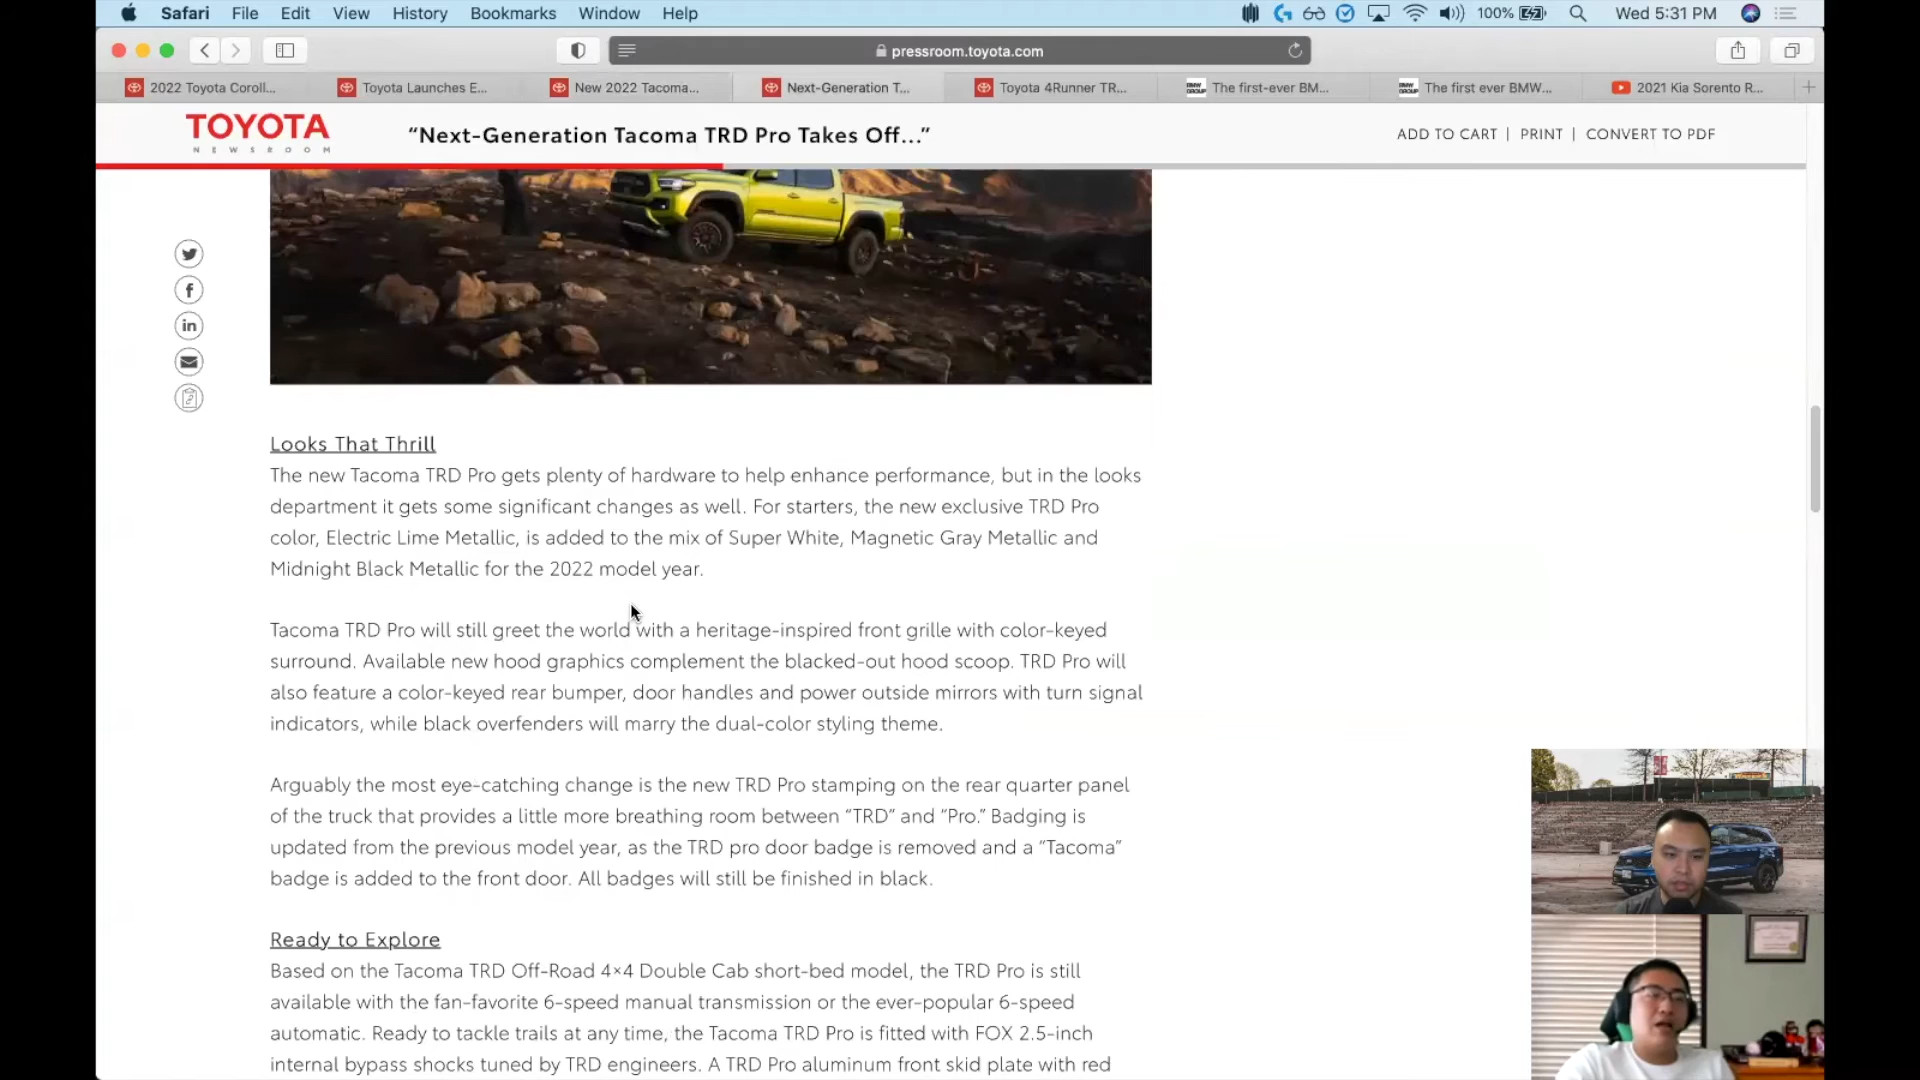 Safari File Edit View History Bookmarks Window Help 100% Wed 5:31 PM
pressroom.toyota.com
2022 Toyota Coroll... Toyota Launches E... New 2022 Tacoma... Next-Generation T... Toyota 4Runner TR... The first-ever BM... The first ever BMW... 2021 Kia Sorento R...
TOYOTA
NEWSROOM
“Next-Generation Tacoma TRD Pro Takes Off...”
ADD TO CART | PRINT | CONVERT TO PDF
Looks That Thrill
The new Tacoma TRD Pro gets plenty of hardware to help enhance performance, but in the looks
department it gets some significant changes as well. For starters, the new exclusive TRD Pro
color, Electric Lime Metallic, is added to the mix of Super White, Magnetic Gray Metallic and
Midnight Black Metallic for the 2022 model year.
Tacoma TRD Pro will still greet the world with a heritage-inspired front grille with color-keyed
surround. Available new hood graphics complement the blacked-out hood scoop. TRD Pro will
also feature a color-keyed rear bumper, door handles and power outside mirrors with turn signal
indicators, while black overfenders will marry the dual-color styling theme.
Arguably the most eye-catching change is the new TRD Pro stamping on the rear quarter panel
of the truck that provides a little more breathing room between “TRD” and “Pro.” Badging is
updated from the previous model year, as the TRD pro door badge is removed and a “Tacoma”
badge is added to the front door. All badges will still be finished in black.
Ready to Explore
Based on the Tacoma TRD Off-Road 4×4 Double Cab short-bed model, the TRD Pro is still
available with the fan-favorite 6-speed manual transmission or the ever-popular 6-speed
automatic. Ready to tackle trails at any time, the Tacoma TRD Pro is fitted with FOX 2.5-inch
internal bypass shocks tuned by TRD engineers. A TRD Pro aluminum front skid plate with red